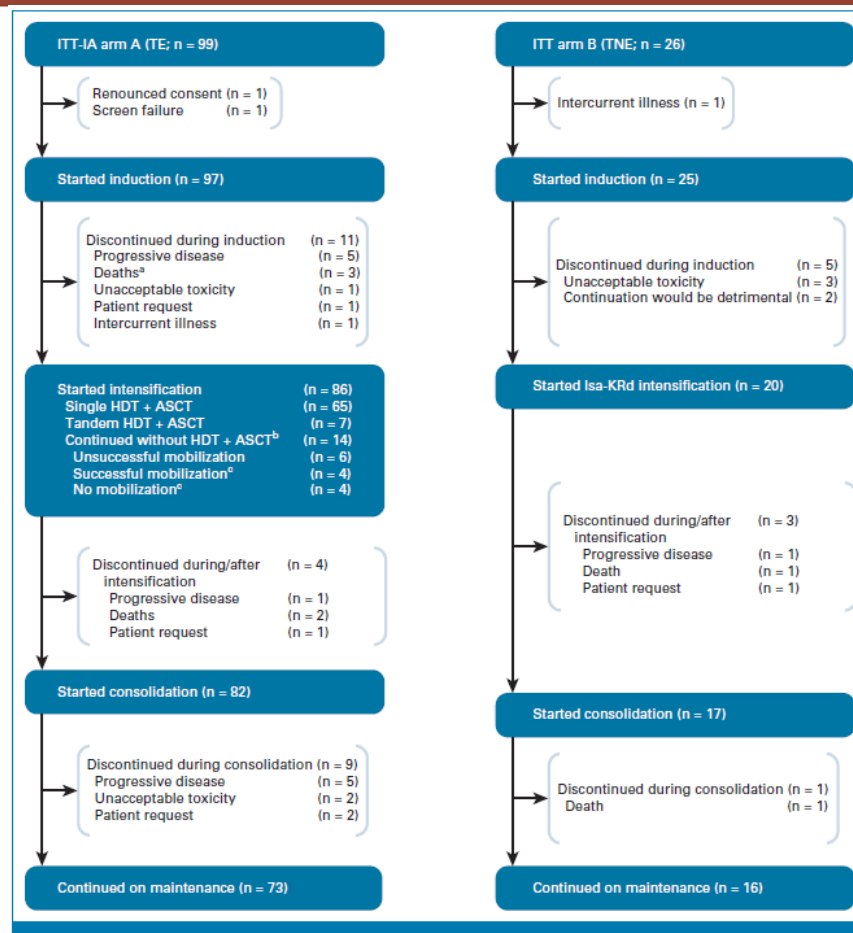 ITT-IA arm A (TE; n = 99)
Renounced consent (n = 1)
Screen failure (n = 1)
Started induction (n = 97)
Discontinued during induction (n = 11)
Progressive disease (n = 5)
Deathsᵃ (n = 3)
Unacceptable toxicity (n = 1)
Patient request (n = 1)
Intercurrent illness (n = 1)
Started intensification (n = 86)
Single HDT + ASCT (n = 65)
Tandem HDT + ASCT (n = 7)
Continued without HDT + ASCTᵇ (n = 14)
Unsuccessful mobilization (n = 6)
Successful mobilizationᶜ (n = 4)
No mobilizationᶜ (n = 4)
Discontinued during/after (n = 4)
intensification
Progressive disease (n = 1)
Deaths (n = 2)
Patient request (n = 1)
Started consolidation (n = 82)
Discontinued during consolidation (n = 9)
Progressive disease (n = 5)
Unacceptable toxicity (n = 2)
Patient request (n = 2)
Continued on maintenance (n = 73)
ITT arm B (TNE; n = 26)
Intercurrent illness (n = 1)
Started induction (n = 25)
Discontinued during induction (n = 5)
Unacceptable toxicity (n = 3)
Continuation would be detrimental (n = 2)
Started Isa-KRd intensification (n = 20)
Discontinued during/after (n = 3)
intensification
Progressive disease (n = 1)
Death (n = 1)
Patient request (n = 1)
Started consolidation (n = 17)
Discontinued during consolidation (n = 1)
Death (n = 1)
Continued on maintenance (n = 16)